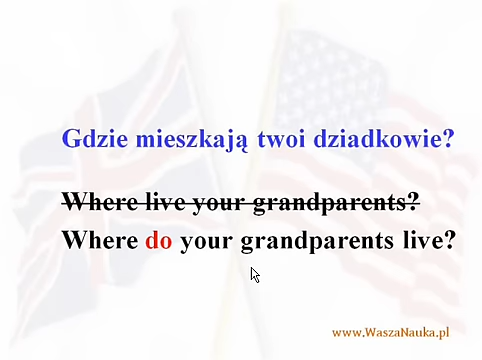 Gdzie mieszkają twoi dziadkowie?
Where live your grandparents?
Where do your grandparents live?
www.WaszaNauka.pl